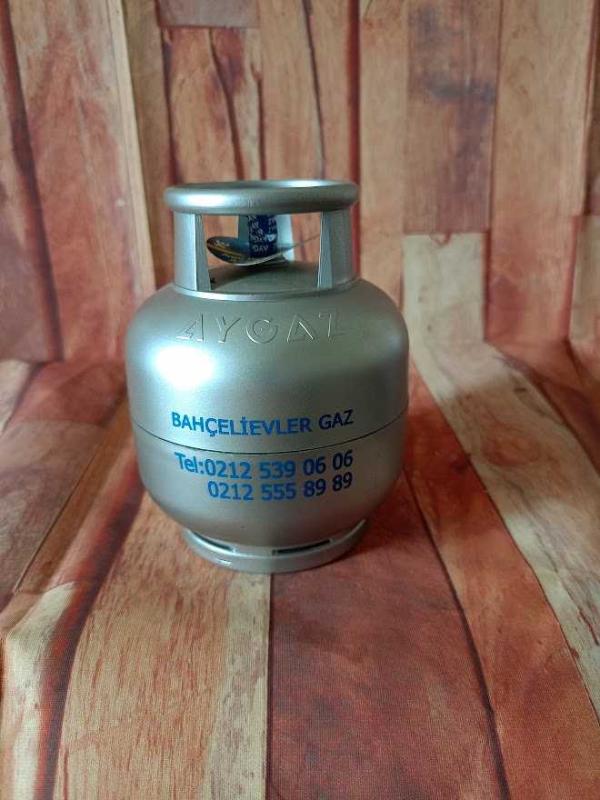 AYGAZ
BAHÇELİEVLER GAZ
Tel:0212 539 06 06
0212 555 89 89